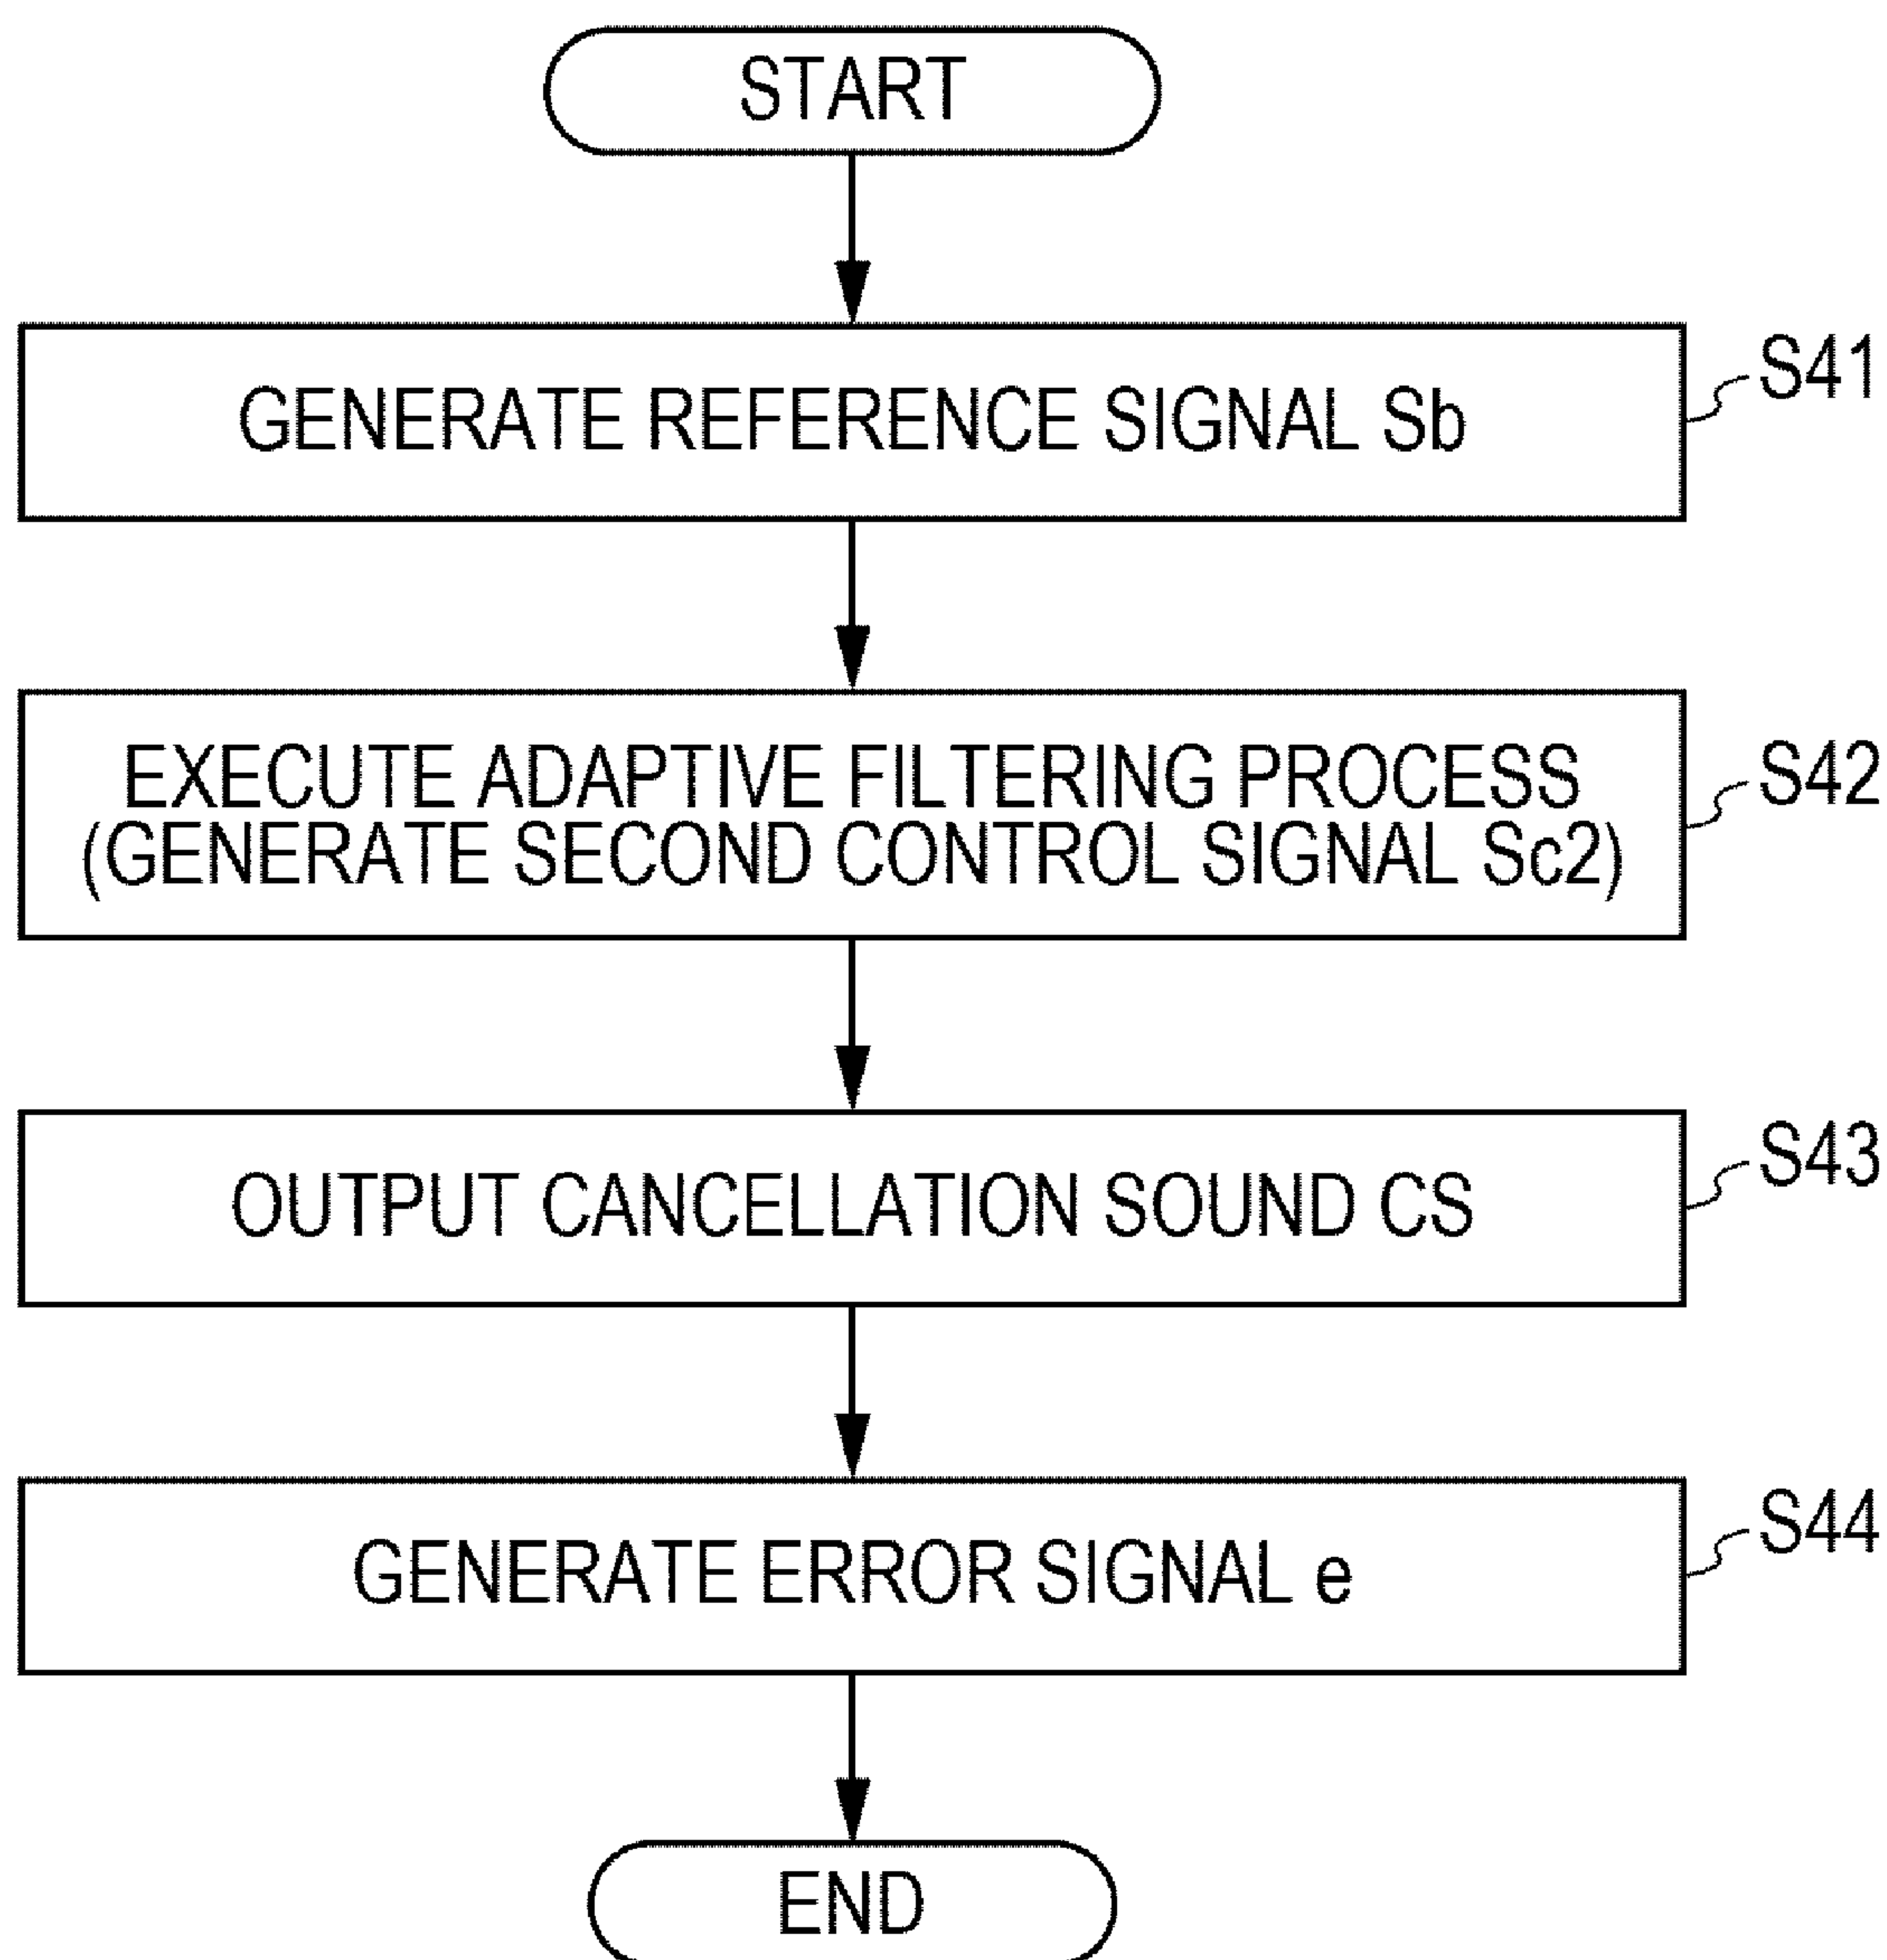 START
GENERATE REFERENCE SIGNAL Sb
S41
EXECUTE ADAPTIVE FILTERING PROCESS
(GENERATE SECOND CONTROL SIGNAL Sc2)
S42
OUTPUT CANCELLATION SOUND CS
S43
GENERATE ERROR SIGNAL e
S44
END